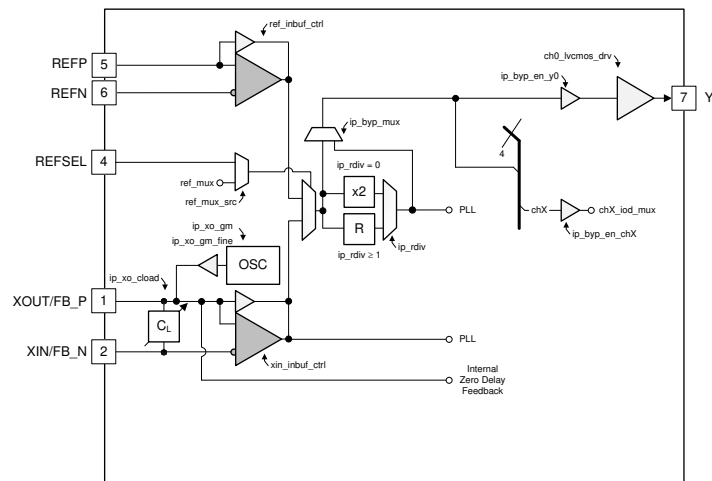 ref_inbuf_ctrl
REFP 5
REFN 6
ch0_lvcmos_drv
ip_byp_en_y0
7 Y
ip_byp_mux
4
REFSEL 4
ref_mux
ref_mux_src
ip_rdiv = 0
x2
R
ip_rdiv ≥ 1
ip_rdiv
PLL
chX
chX_iod_mux
ip_byp_en_chX
ip_xo_gm
ip_xo_gm_fine
OSC
ip_xo_cload
XOUT/FB_P 1
CL
XIN/FB_N 2
xin_inbuf_ctrl
PLL
Internal
Zero Delay
Feedback